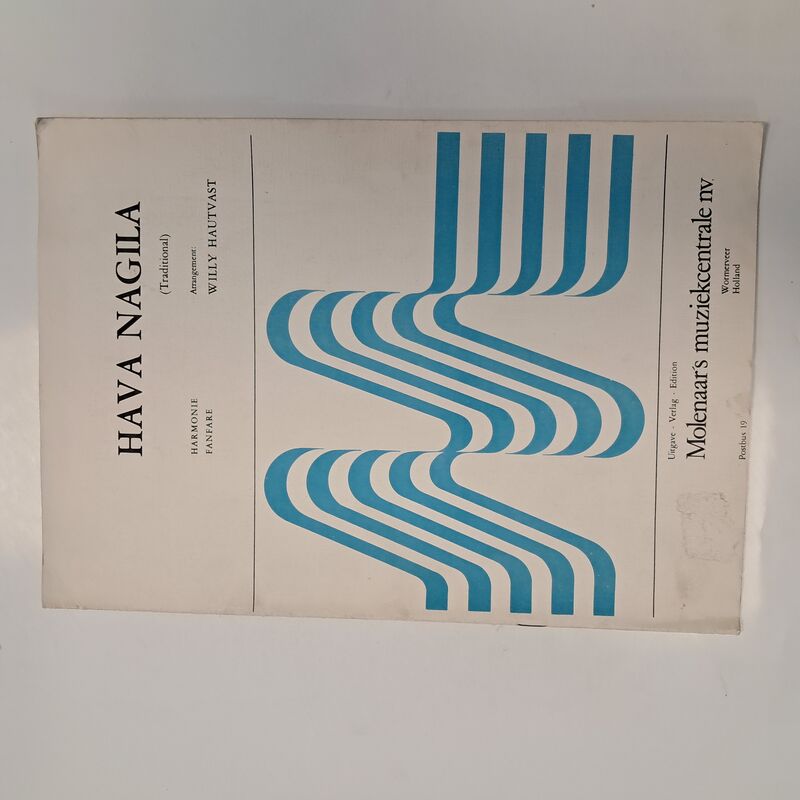 HAVA NAGILA
(Traditional)
HARMONIE
FANFARE
Arrangement:
WILLY HAUTVAST
Uitgave - Verlag - Edition
Molenaar's muziekcentrale nv.
Postbus 19
Wormerveer
Holland